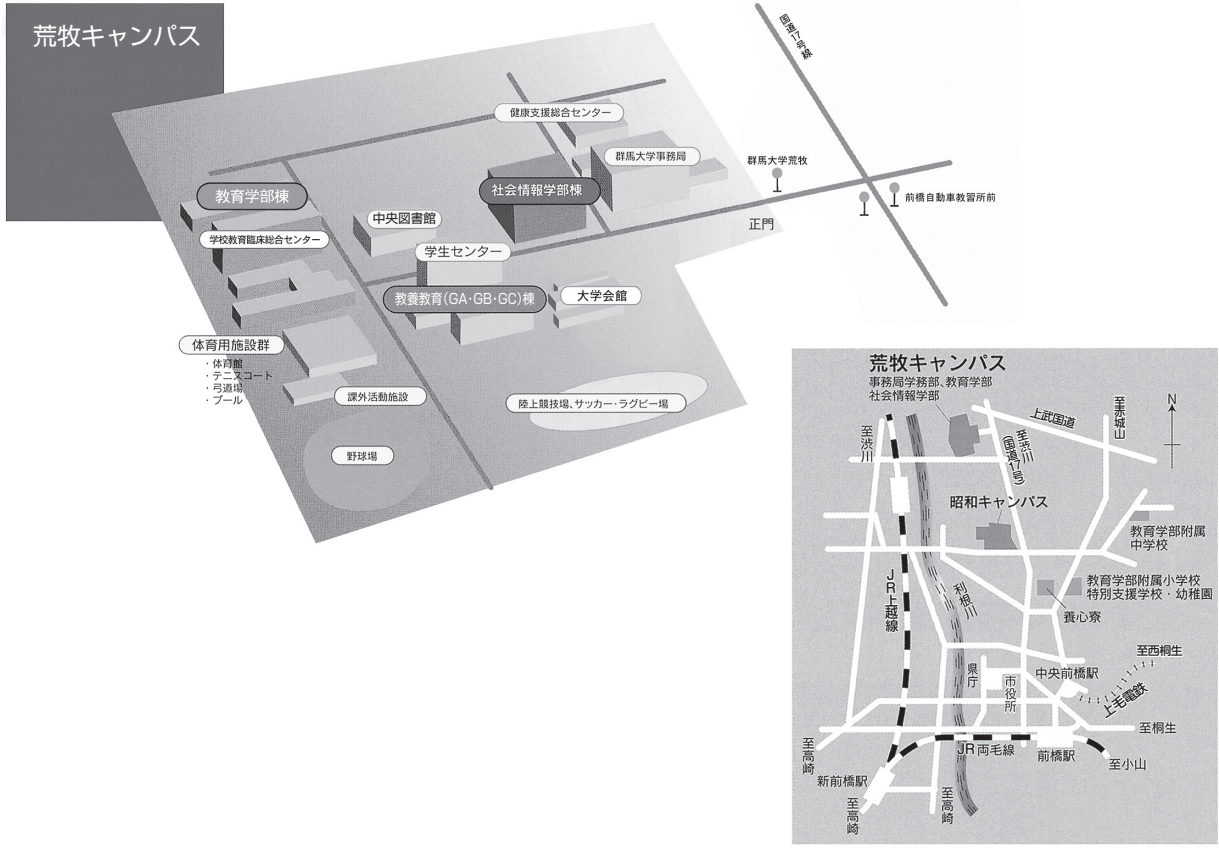 荒牧キャンパス
国道17号線
健康支援総合センター
群馬大学事務局
群馬大学荒牧
教育学部棟
社会情報学部棟
前橋自動車教習所前
中央図書館
正門
学校教育臨床総合センター
学生センター
教養教育(GA・GB・GC)棟
大学会館
体育用施設群
・体育館
・テニスコート
・弓道場
・プール
課外活動施設
陸上競技場、サッカー・ラグビー場
野球場
荒牧キャンパス
事務局学務部、教育学部
社会情報学部
至渋川
至渋川
(国道17号)
上武国道
至赤城山
N
昭和キャンパス
教育学部附属
中学校
JR上越線
利根川
教育学部附属小学校
特別支援学校・幼稚園
養心寮
県庁
市役所
中央前橋駅
至西桐生
上毛電鉄
至桐生
至高崎
JR両毛線
前橋駅
至小山
新前橋駅
至高崎
至高崎